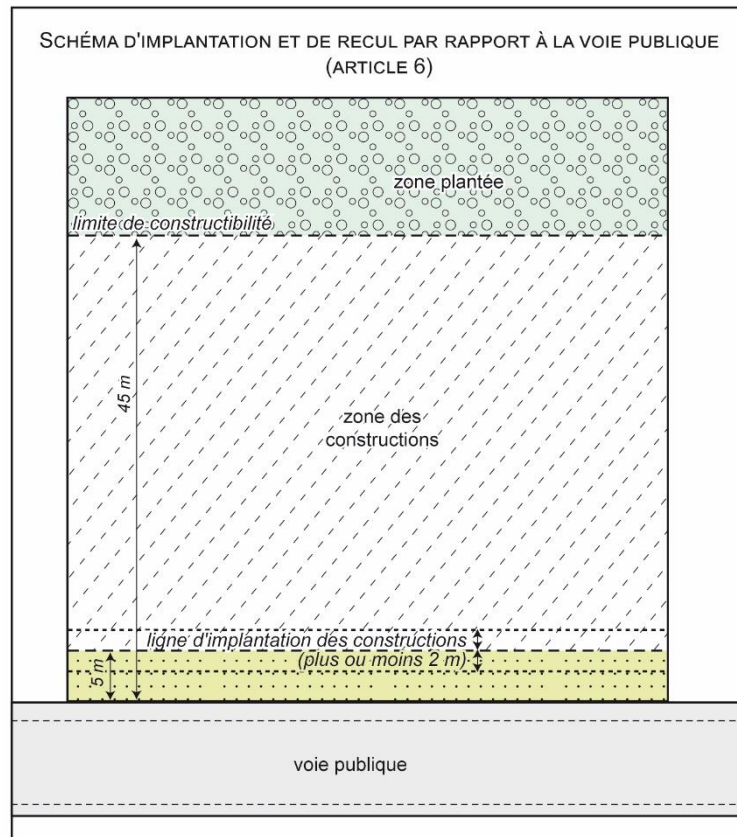 SCHÉMA D'IMPLANTATION ET DE RECUL PAR RAPPORT À LA VOIE PUBLIQUE
(ARTICLE 6)
zone plantée
limite de constructibilité
45 m
zone des
constructions
ligne d'implantation des constructions
(plus ou moins 2 m)
5 m
voie publique